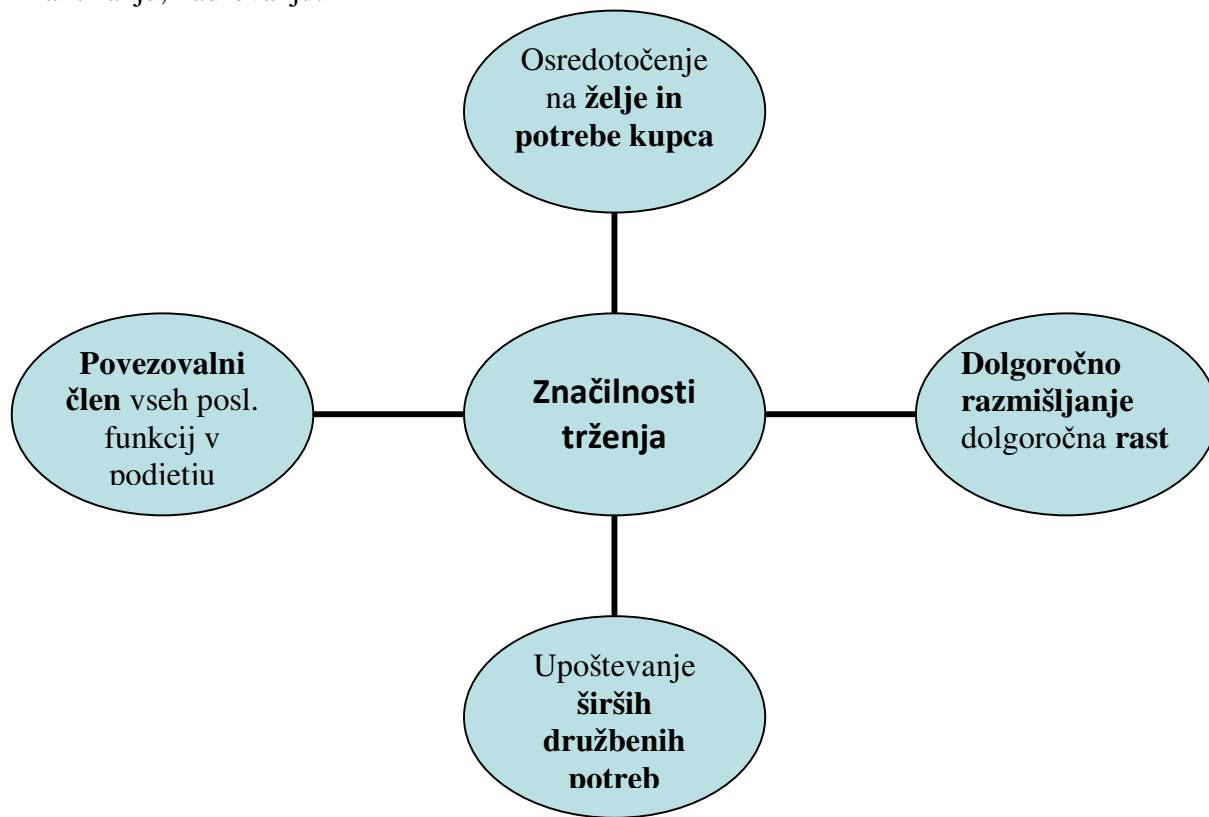 Osredotočenje
na želje in
potrebe kupca
Povezovalni
člen vseh posl.
funkcij v
podjetju
Značilnosti
trženja
Dolgoročno
razmišljanje
dolgoročna rast
Upoštevanje
širših
družbenih
potreb